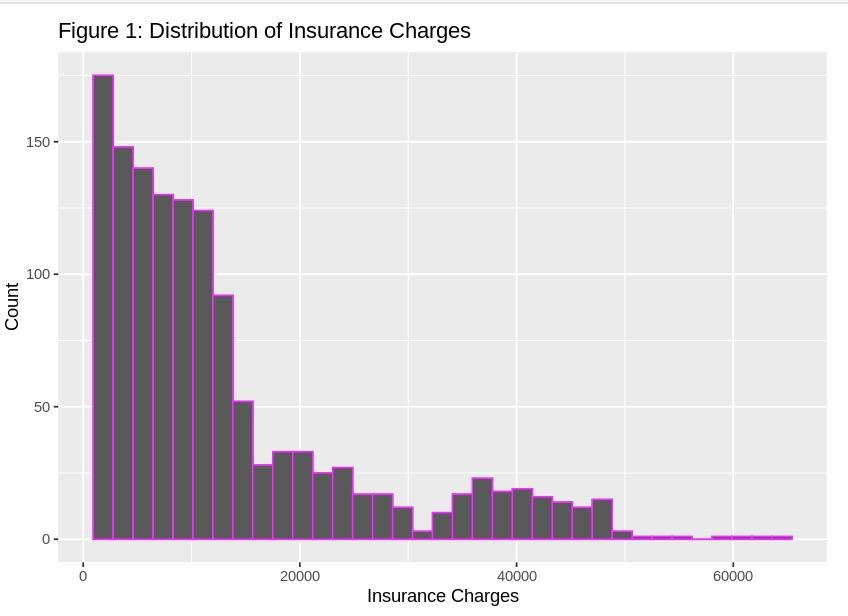 Figure 1: Distribution of Insurance Charges
150
100
50
0
Count
0 20000 40000 60000
Insurance Charges